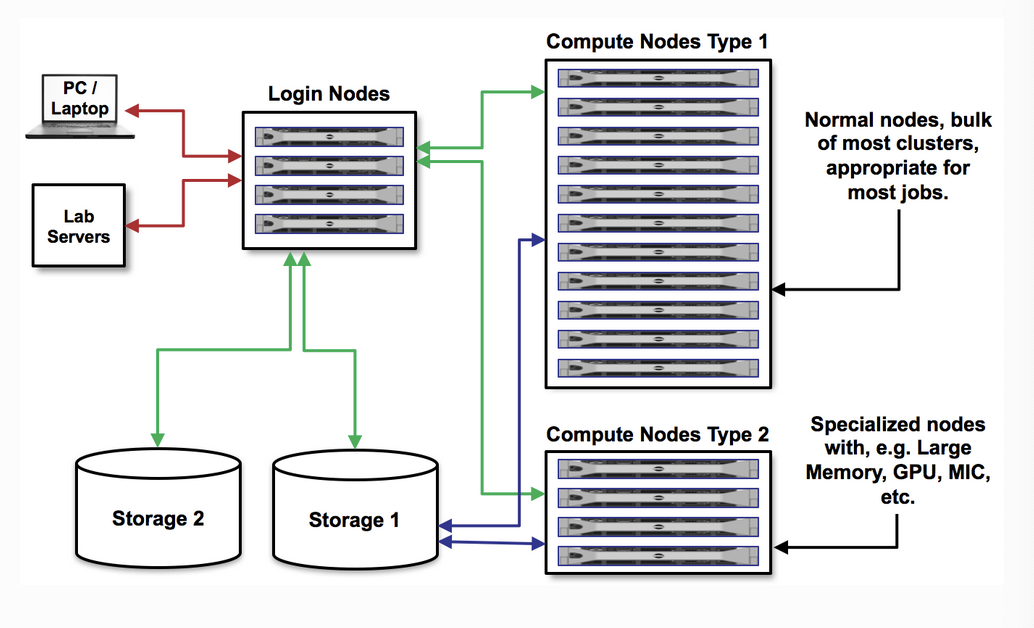 Compute Nodes Type 1
PC /
Laptop
Login Nodes
Normal nodes, bulk
of most clusters,
appropriate for
most jobs.
Lab
Servers
Compute Nodes Type 2
Specialized nodes
with, e.g. Large
Memory, GPU, MIC,
etc.
Storage 2
Storage 1